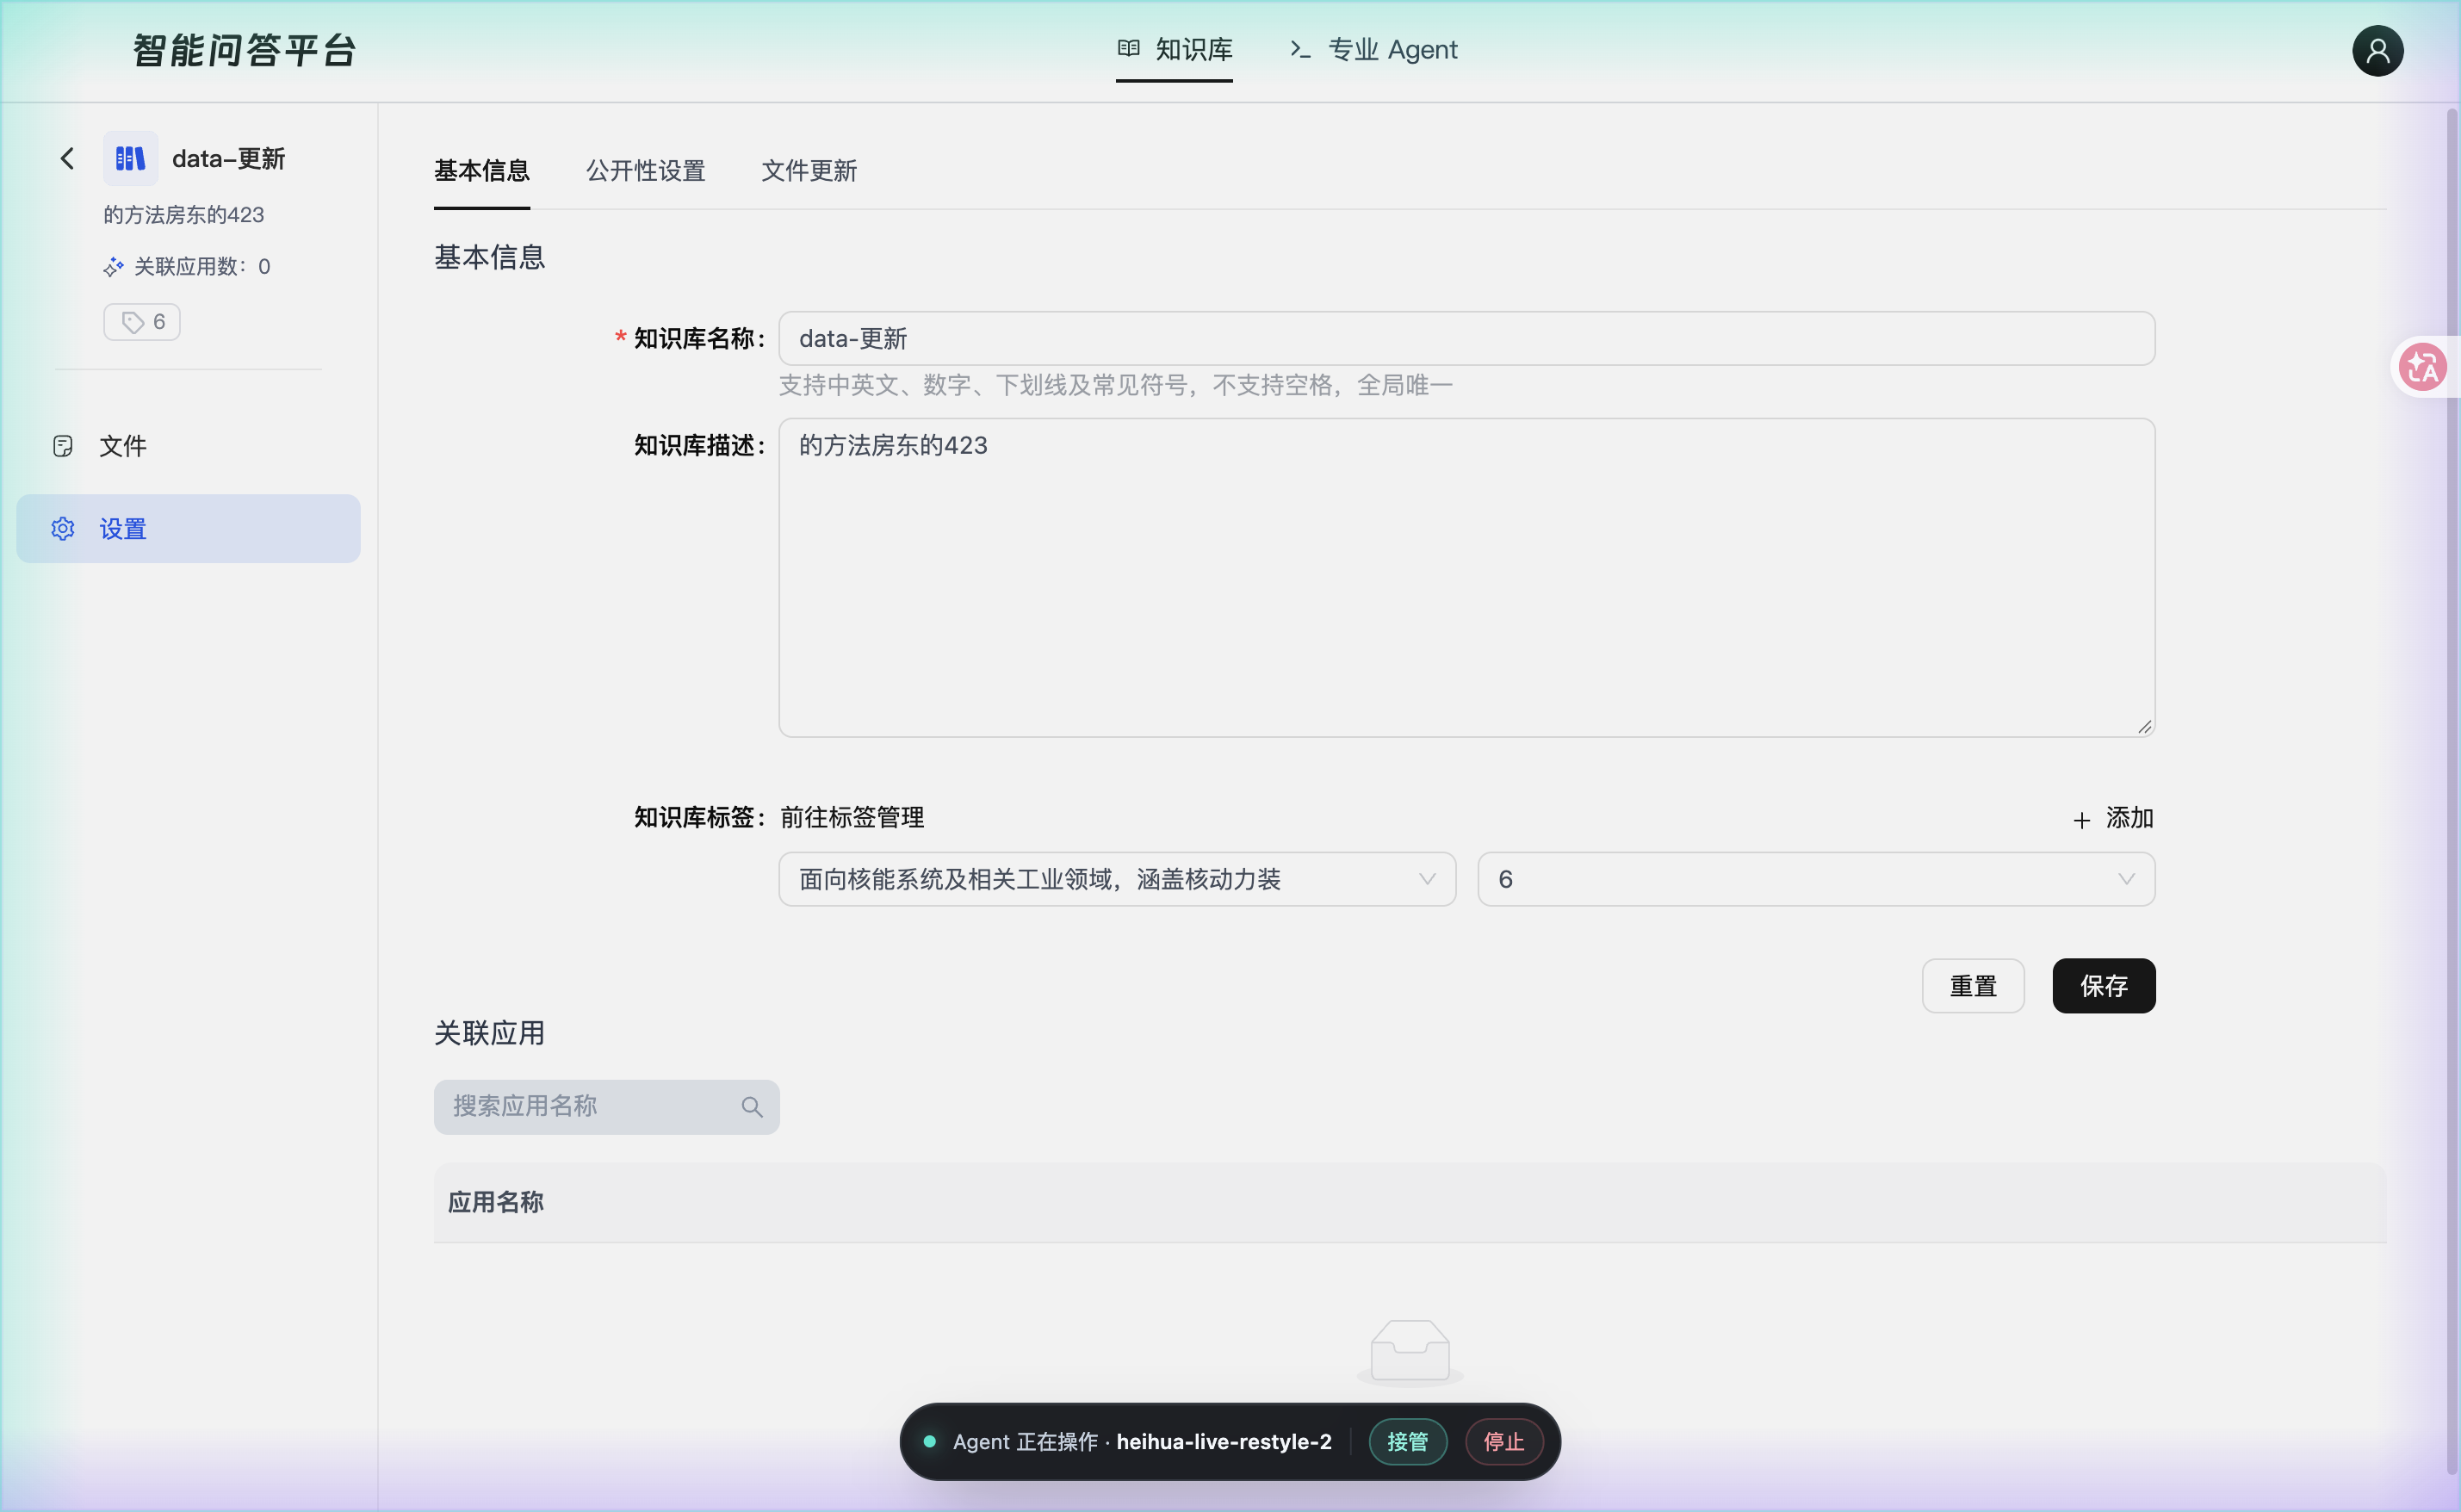 智能问答平台
知识库
专业 Agent
data-更新
的方法房东的423
关联应用数：0
6
文件
设置
基本信息
公开性设置
文件更新
基本信息
* 知识库名称：
data-更新
支持中英文、数字、下划线及常见符号，不支持空格，全局唯一
知识库描述：
的方法房东的423
知识库标签：
前往标签管理
添加
面向核能系统及相关工业领域，涵盖核动力装
6
重置
保存
关联应用
搜索应用名称
应用名称
Agent 正在操作 · heihua-live-restyle-2
接管
停止